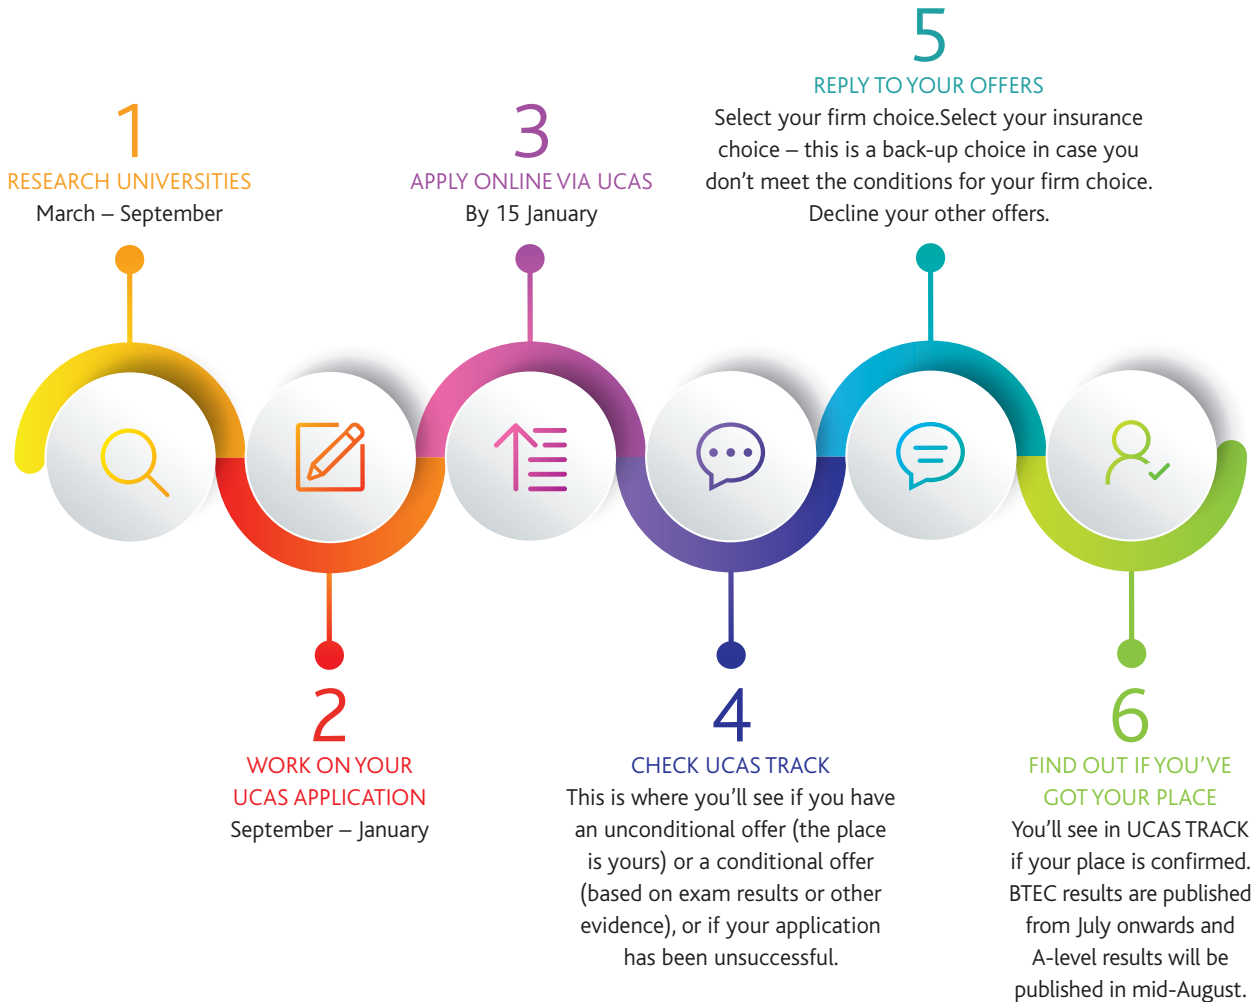 1
RESEARCH UNIVERSITIES
March – September
2
WORK ON YOUR
UCAS APPLICATION
September – January
3
APPLY ONLINE VIA UCAS
By 15 January
4
CHECK UCAS TRACK
This is where you’ll see if you have
an unconditional offer (the place
is yours) or a conditional offer
(based on exam results or other
evidence), or if your application
has been unsuccessful.
5
REPLY TO YOUR OFFERS
Select your firm choice.Select your insurance
choice – this is a back-up choice in case you
don’t meet the conditions for your firm choice.
Decline your other offers.
6
FIND OUT IF YOU’VE
GOT YOUR PLACE
You’ll see in UCAS TRACK
if your place is confirmed.
BTEC results are published
from July onwards and
A-level results will be
published in mid-August.